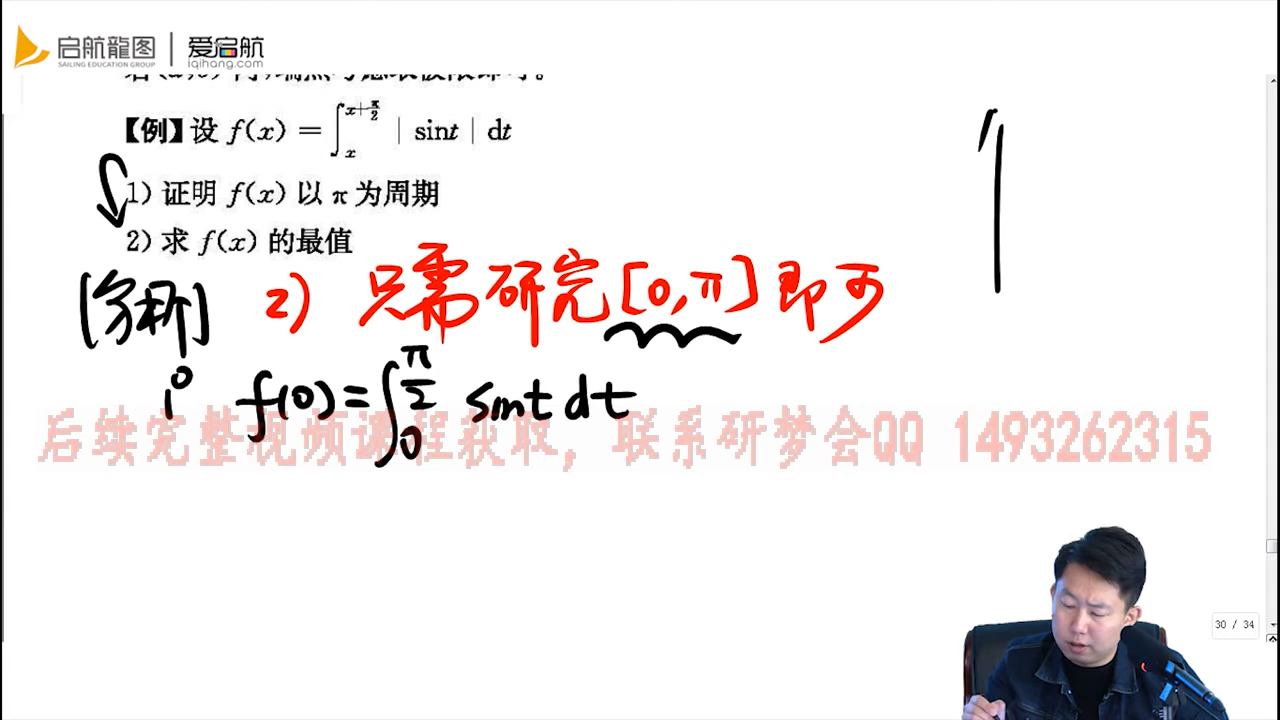 启航龍图 | 爱启航
SAILING EDUCATION GROUP iqihang.com
【例】设 f(x) = ∫_x^{x+π/2} | sint | dt
1) 证明 f(x) 以 π 为周期
2) 求 f(x) 的最值
[分析] 2) 只需研究[0,π]即可
1° f(0)=∫_0^{π/2} sint dt
后续完整视频课程获取，联系研梦会QQ 1493262315
30 / 34